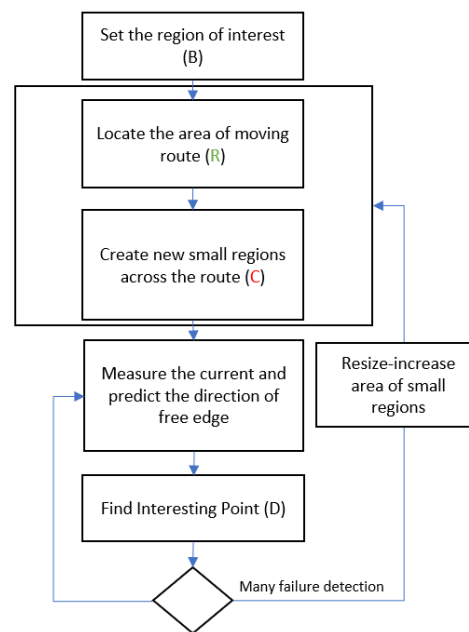 Set the region of interest
(B)
Locate the area of moving
route (R)
Create new small regions
across the route (C)
Measure the current and
predict the direction of
free edge
Resize-increase
area of small
regions
Find Interesting Point (D)
Many failure detection